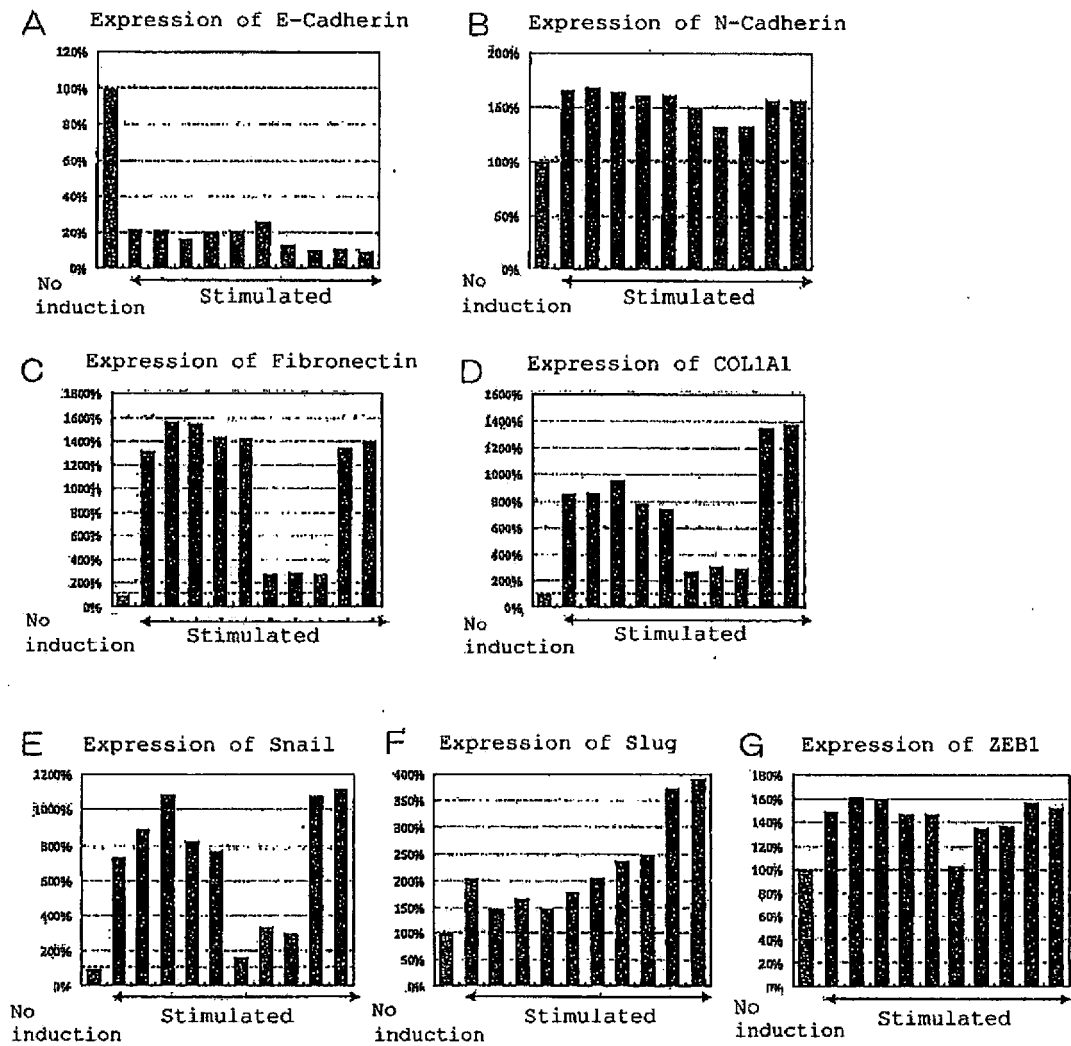 A Expression of E-Cadherin
120%
100%
80%
60%
40%
20%
0%
No induction
Stimulated
B Expression of N-Cadherin
200%
150%
100%
50%
0%
No induction
Stimulated
C Expression of Fibronectin
1800%
1600%
1400%
1200%
1000%
800%
600%
400%
200%
0%
No induction
Stimulated
D Expression of COL1A1
1600%
1400%
1200%
1000%
800%
600%
400%
200%
0%
No induction
Stimulated
E Expression of Snail
1200%
1000%
800%
600%
400%
200%
0%
No induction
Stimulated
F Expression of Slug
400%
350%
300%
250%
200%
150%
100%
50%
0%
No induction
Stimulated
G Expression of ZEB1
180%
160%
140%
120%
100%
80%
60%
40%
20%
0%
No induction
Stimulated